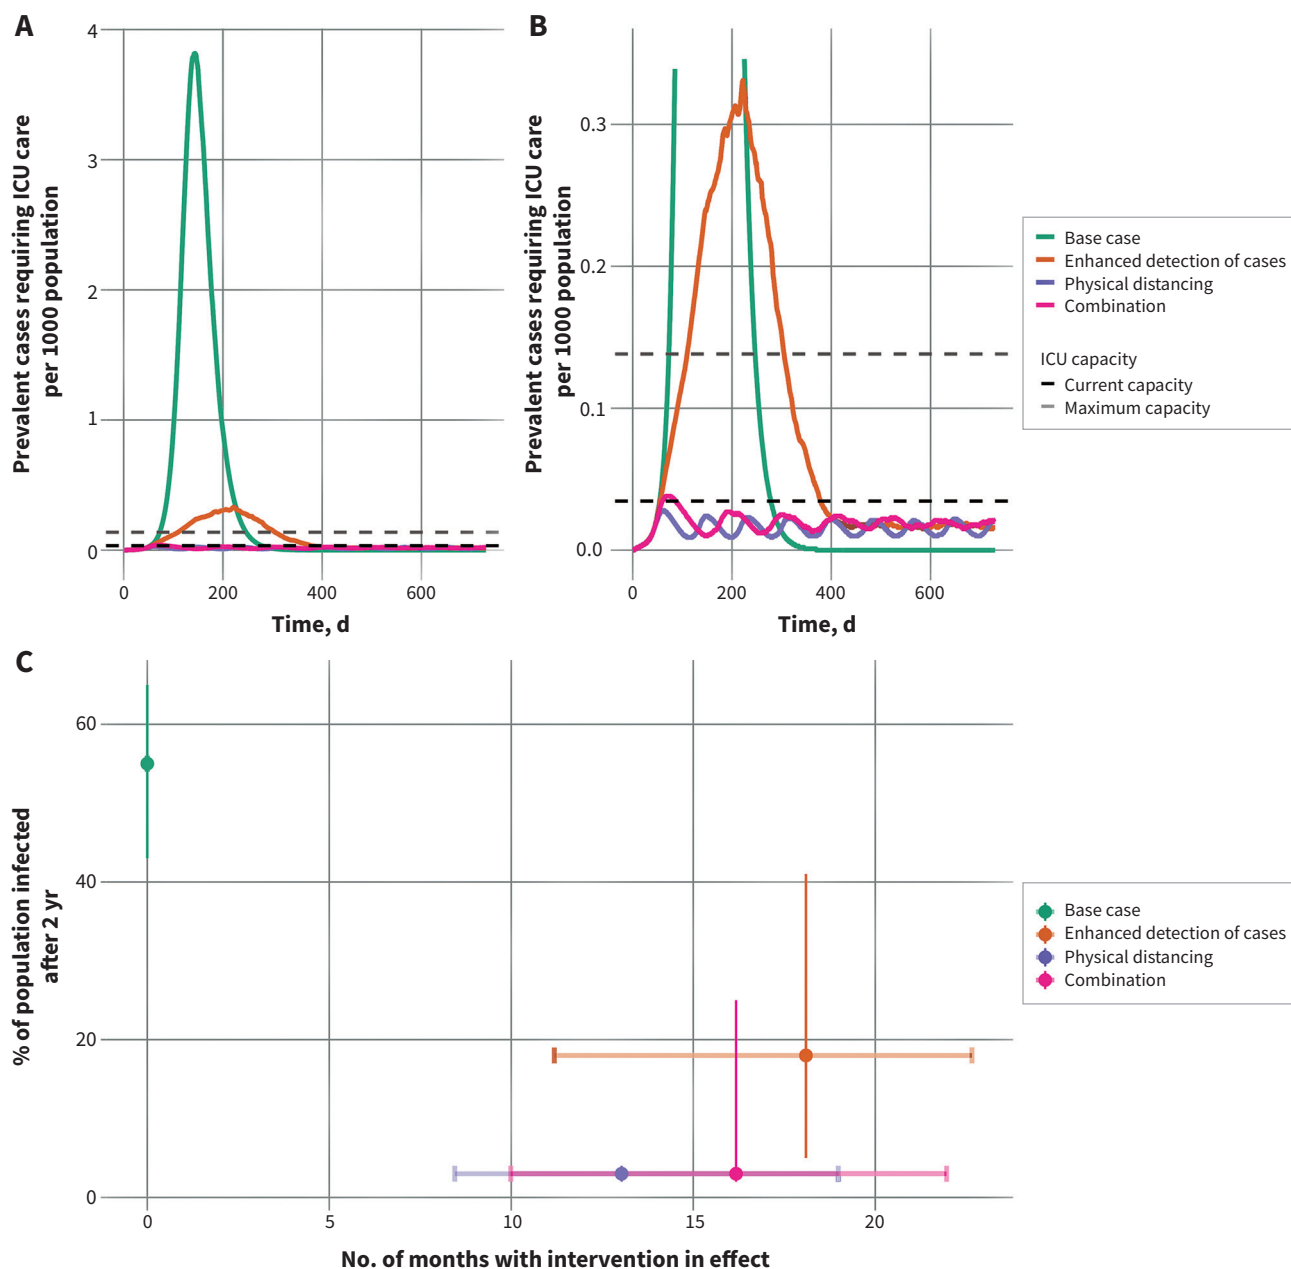 A
Prevalent cases requiring ICU care
per 1000 population
4
3
2
1
0
0
200
400
600
Time, d
B
Prevalent cases requiring ICU care
per 1000 population
0.3
0.2
0.1
0.0
0
200
400
600
Time, d
Base case
Enhanced detection of cases
Physical distancing
Combination
ICU capacity
Current capacity
Maximum capacity
C
% of population infected
after 2 yr
60
40
20
0
0
5
10
15
20
No. of months with intervention in effect
Base case
Enhanced detection of cases
Physical distancing
Combination